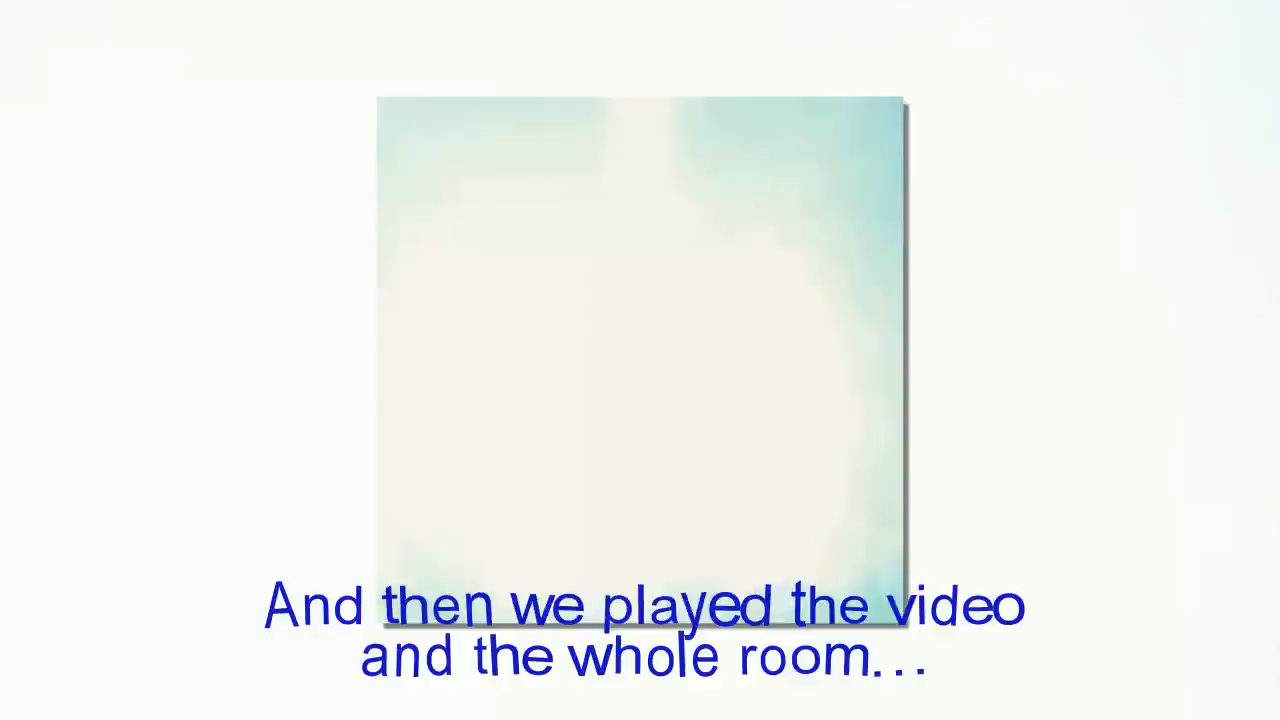 And then we played the video
and the whole room...